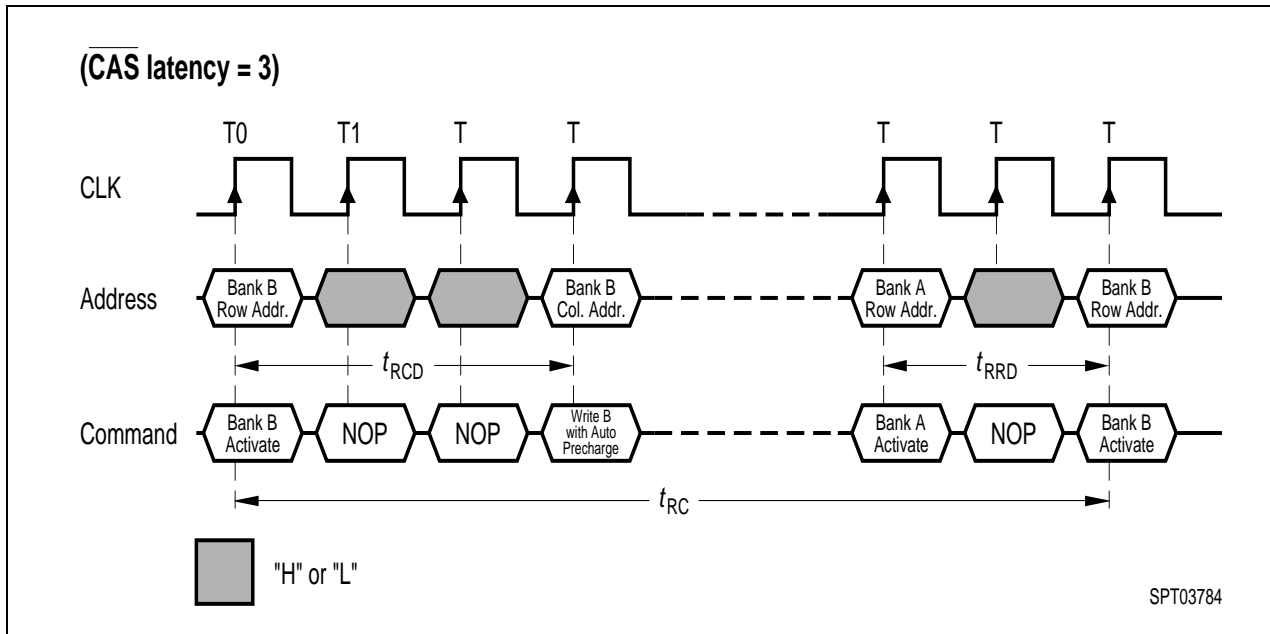 (CAS latency = 3)
T0 T1 T T T T T
CLK
Address
Bank B
Row Addr.
Bank B
Col. Addr.
Bank A
Row Addr.
Bank B
Row Addr.
tRCD
tRRD
Command
Bank B
Activate
NOP
NOP
Write B
with Auto
Precharge
Bank A
Activate
NOP
Bank B
Activate
tRC
"H" or "L"
SPT03784